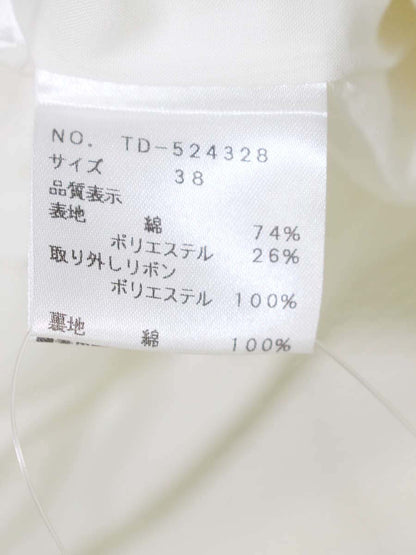 NO. TD-524328
サイズ 38
品質表示
表地 綿 74%
ポリエステル 26%
取り外しリボン
ポリエステル 100%
裏地 綿 100%